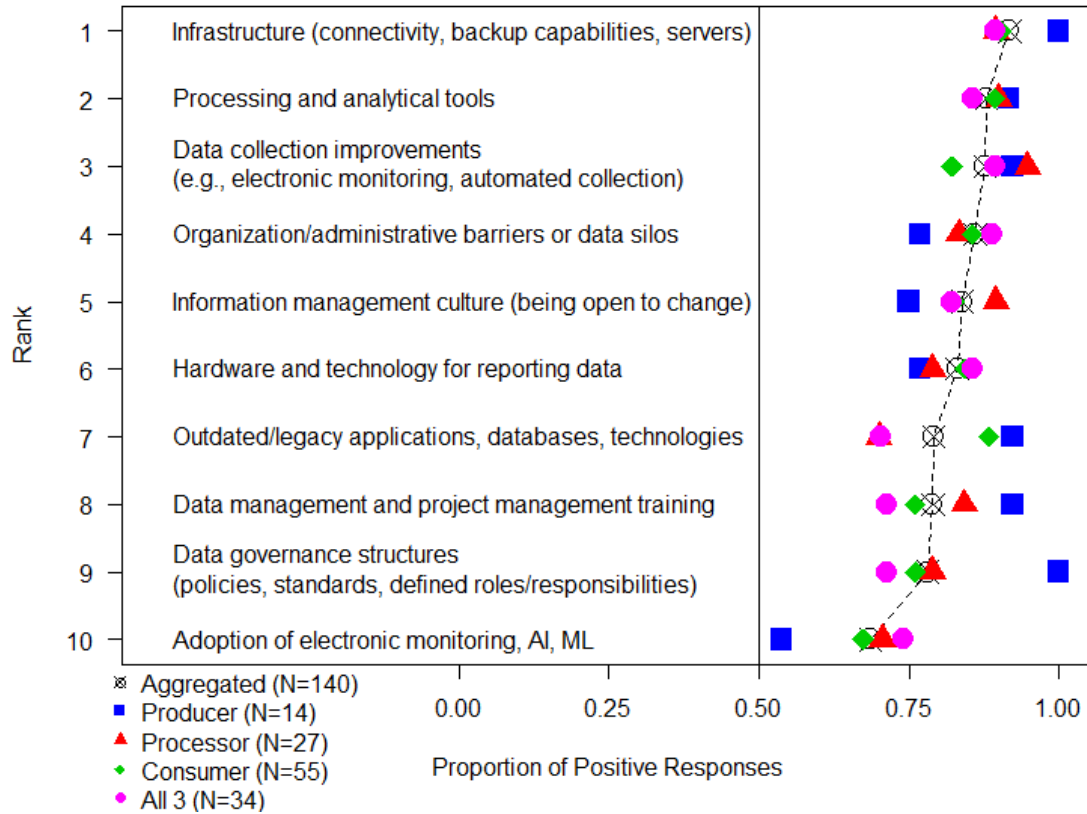 1 Infrastructure (connectivity, backup capabilities, servers)
2 Processing and analytical tools
Data collection improvements
3 (e.g., electronic monitoring, automated collection)
4 Organization/administrative barriers or data silos
5 Information management culture (being open to change)
Rank
6 Hardware and technology for reporting data
7 Outdated/legacy applications, databases, technologies
8 Data management and project management training
Data governance structures
9 (policies, standards, defined roles/responsibilities)
10 Adoption of electronic monitoring, AI, ML
0.00 0.25 0.50 0.75 1.00
Proportion of Positive Responses
Aggregated (N=140)
Producer (N=14)
Processor (N=27)
Consumer (N=55)
All 3 (N=34)